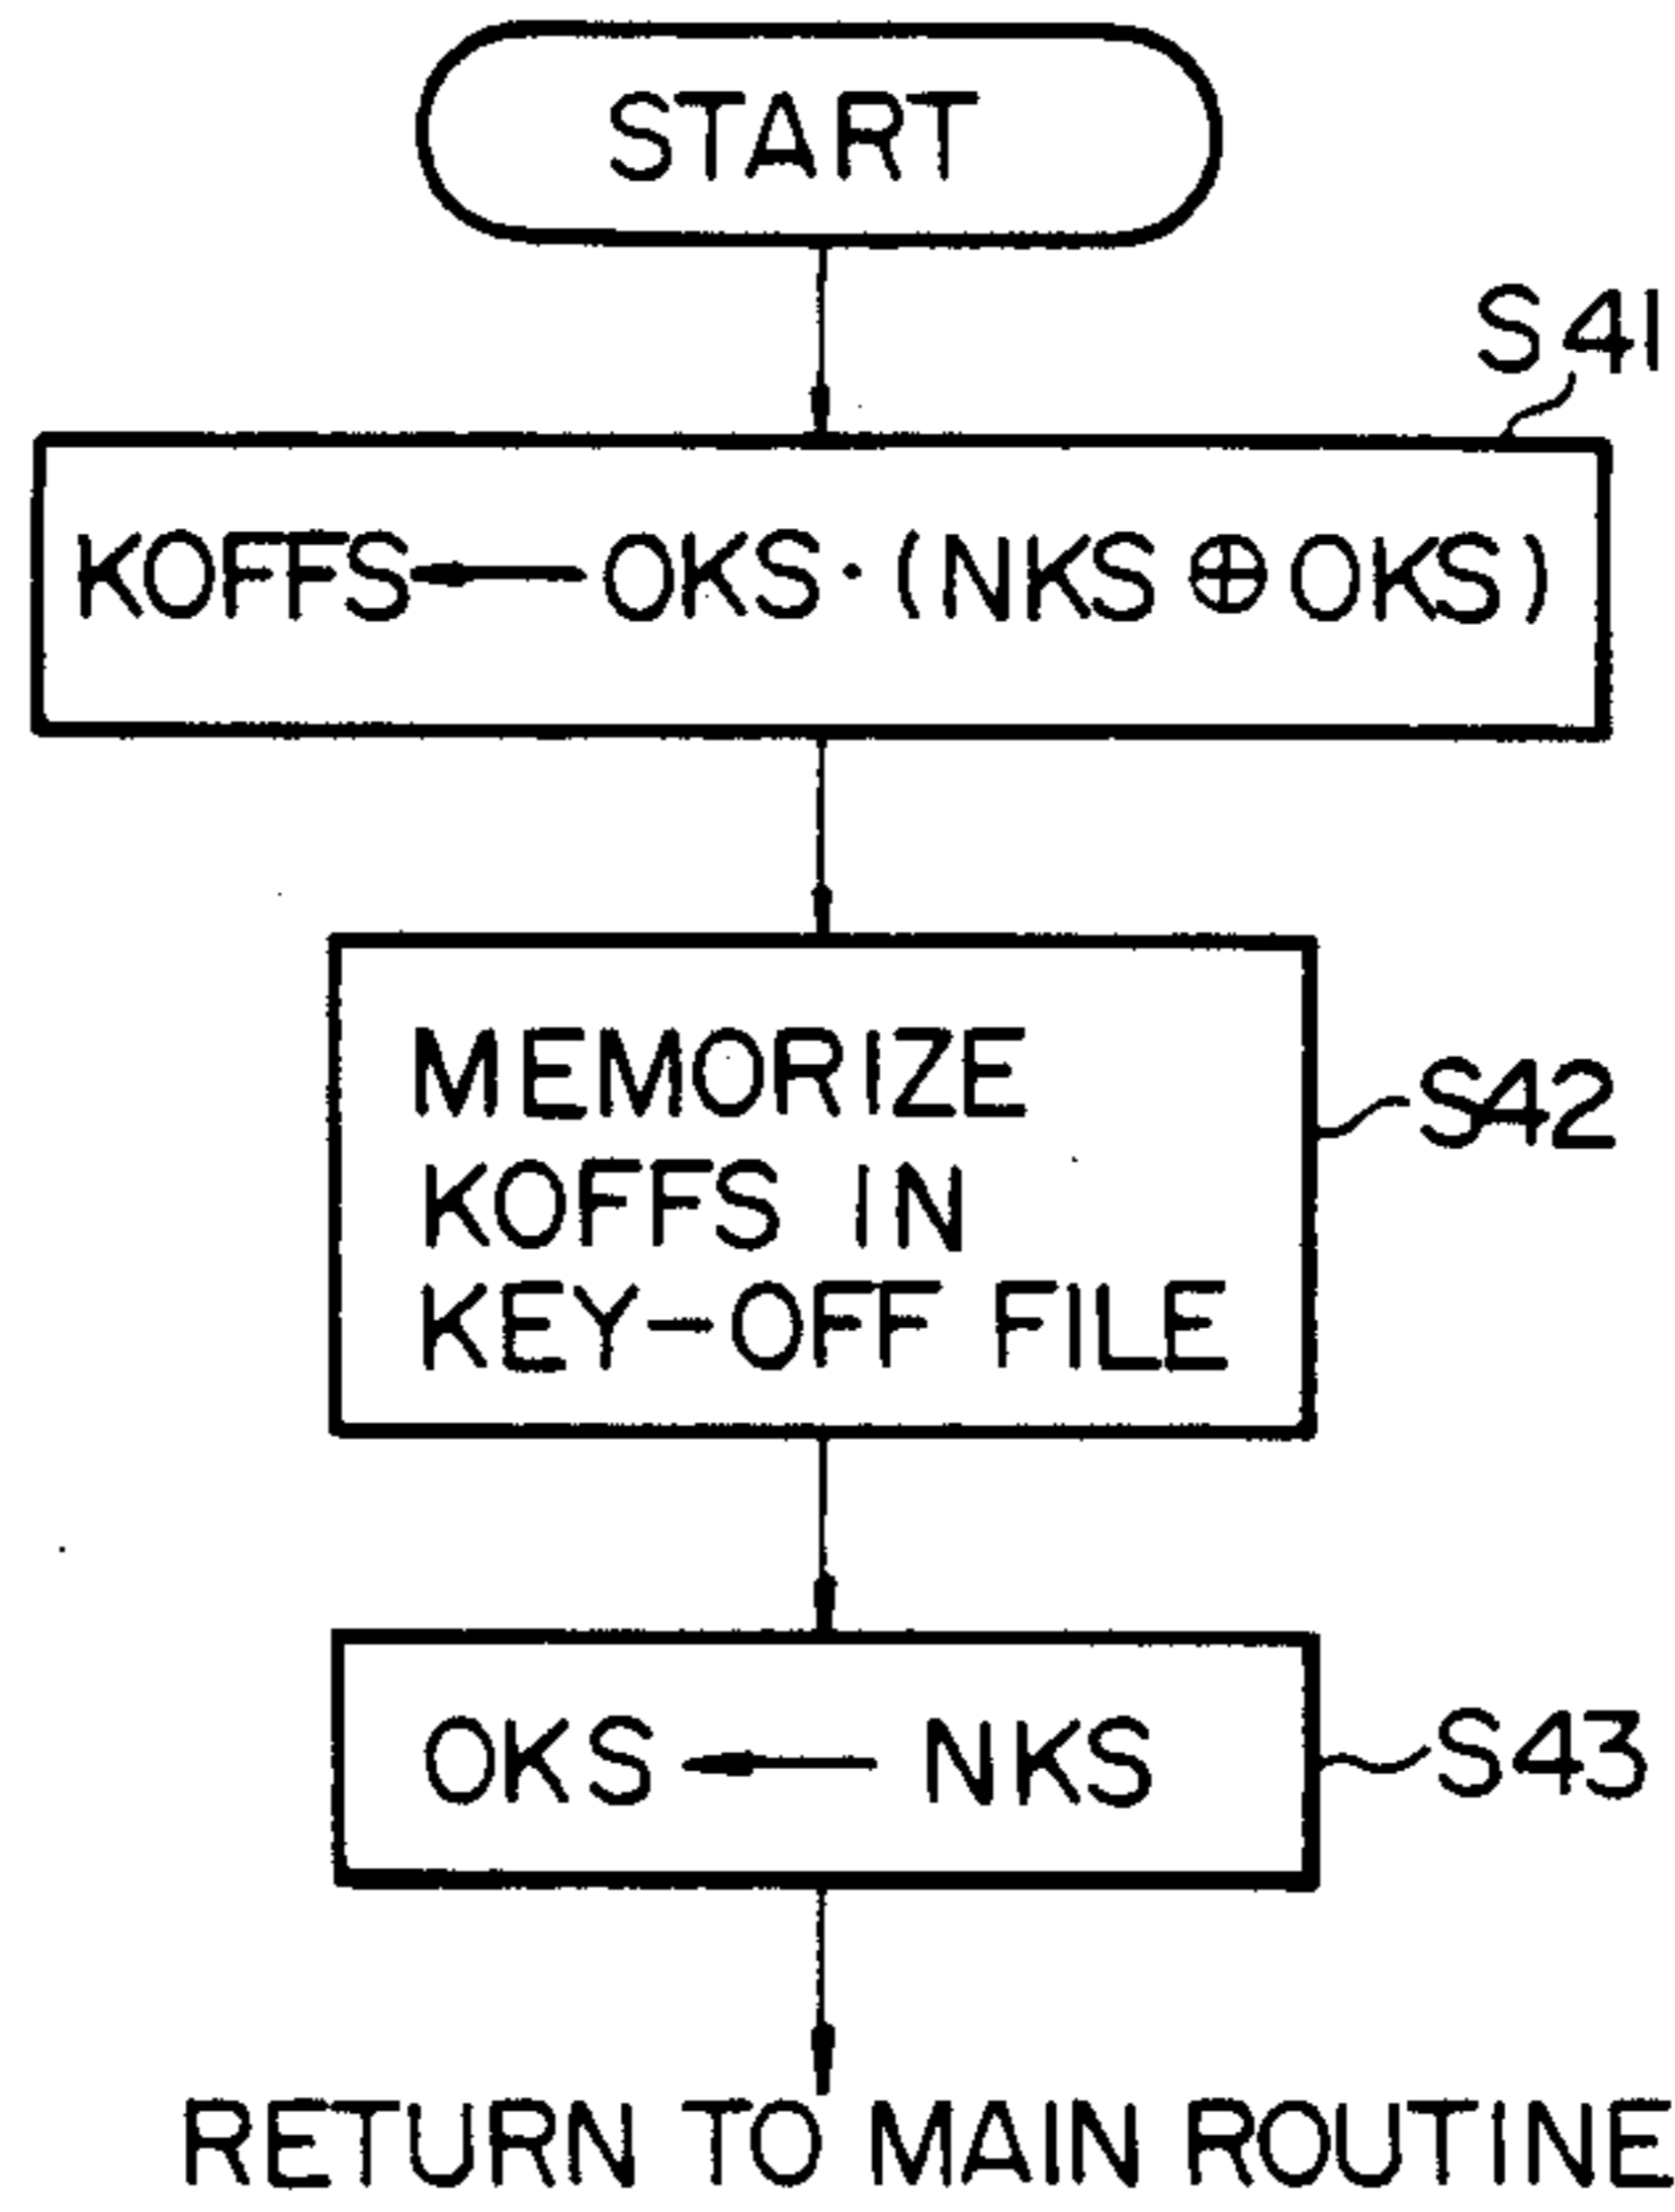 START
S41
KOFFS ← OKS · (NKS ⊕ OKS)
MEMORIZE
KOFFS IN
KEY-OFF FILE
S42
OKS ← NKS
S43
RETURN TO MAIN ROUTINE